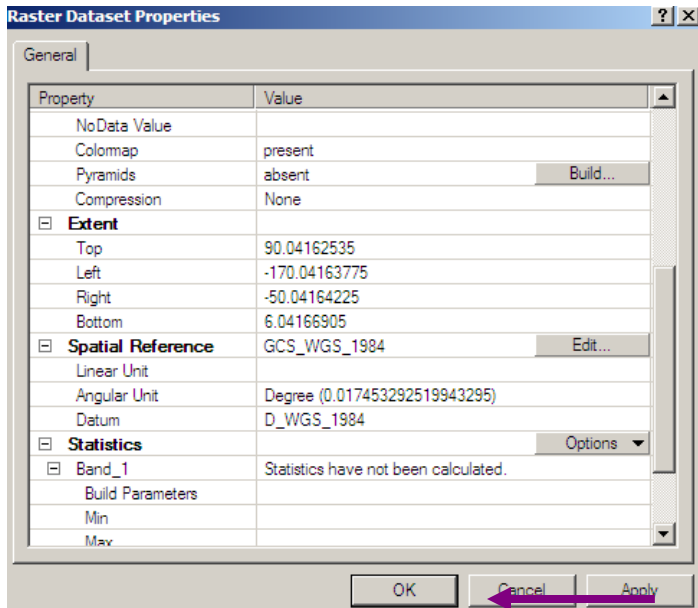 Raster Dataset Properties
General
Property Value
NoData Value
Colormap present
Pyramids absent Build...
Compression None
Extent
Top 90.04162535
Left -170.04163775
Right -50.04164225
Bottom 6.04166905
Spatial Reference GCS_WGS_1984 Edit...
Linear Unit
Angular Unit Degree (0.017453292519943295)
Datum D_WGS_1984
Statistics Options
Band_1 Statistics have not been calculated.
Build Parameters
Min
Max
OK Cancel Apply